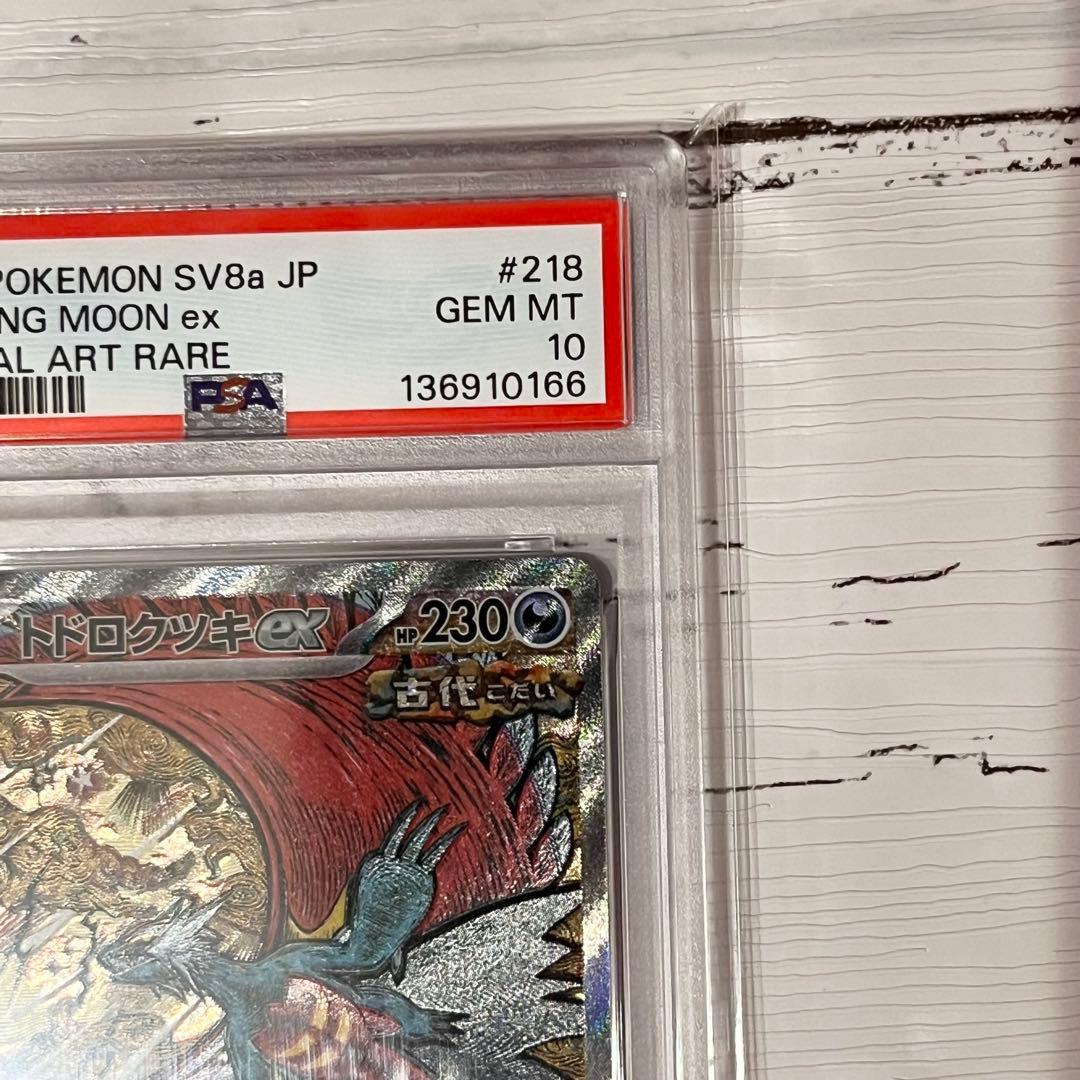 POKEMON SV8a JP #218
NG MOON ex GEM MT
AL ART RARE 10
PSA 136910166
トドロクツキex HP230
古代 こだい